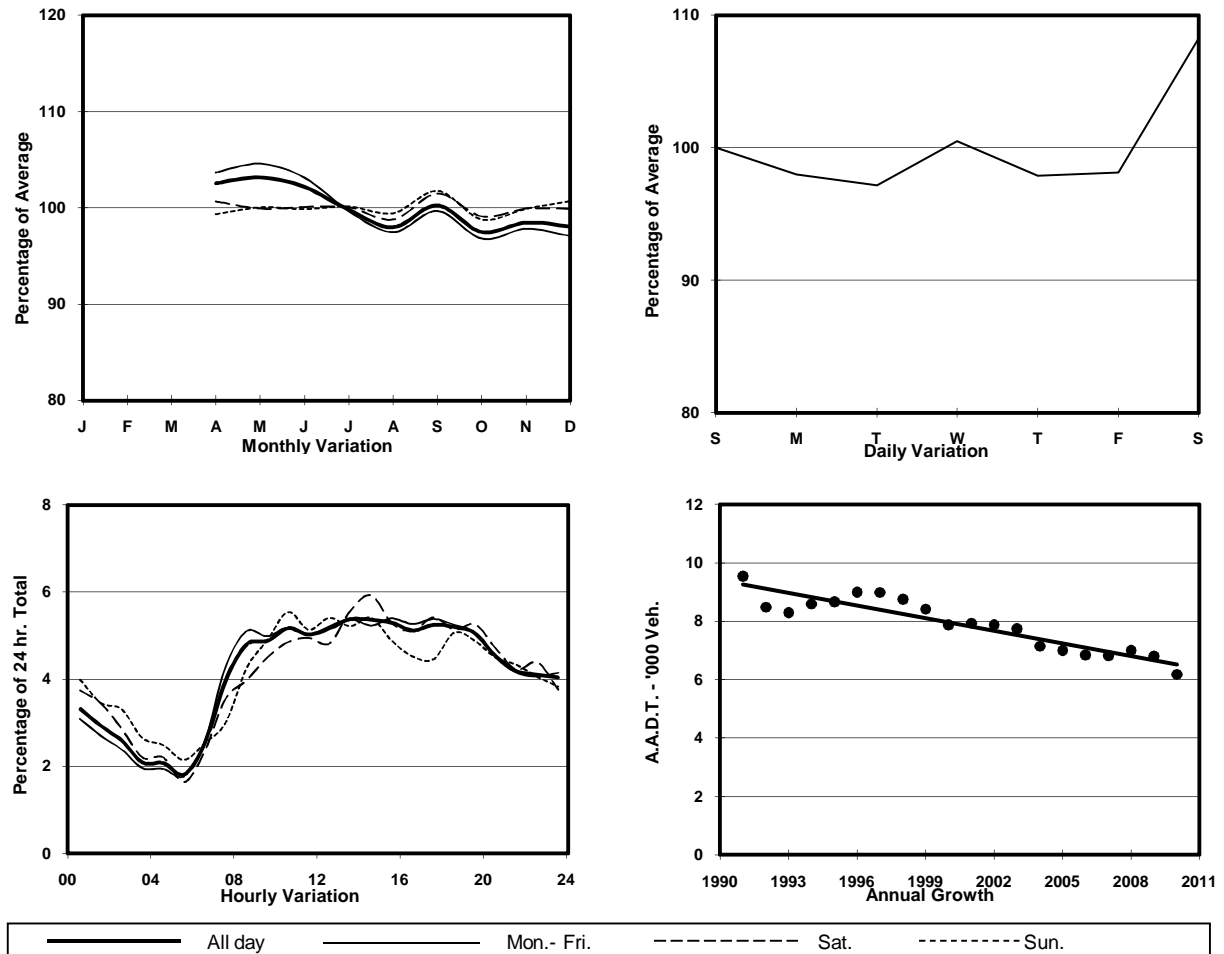 120
110
100
90
80
Percentage of Average
J F M A M J J A S O N D
Monthly Variation
110
100
90
80
Percentage of Average
S M T W T F S
Daily Variation
8
6
4
2
0
Percentage of 24 hr. Total
00 04 08 12 16 20 24
Hourly Variation
12
10
8
6
4
2
0
A.A.D.T. - '000 Veh.
1990 1993 1996 1999 2002 2005 2008 2011
Annual Growth
All day Mon.- Fri. Sat. Sun.